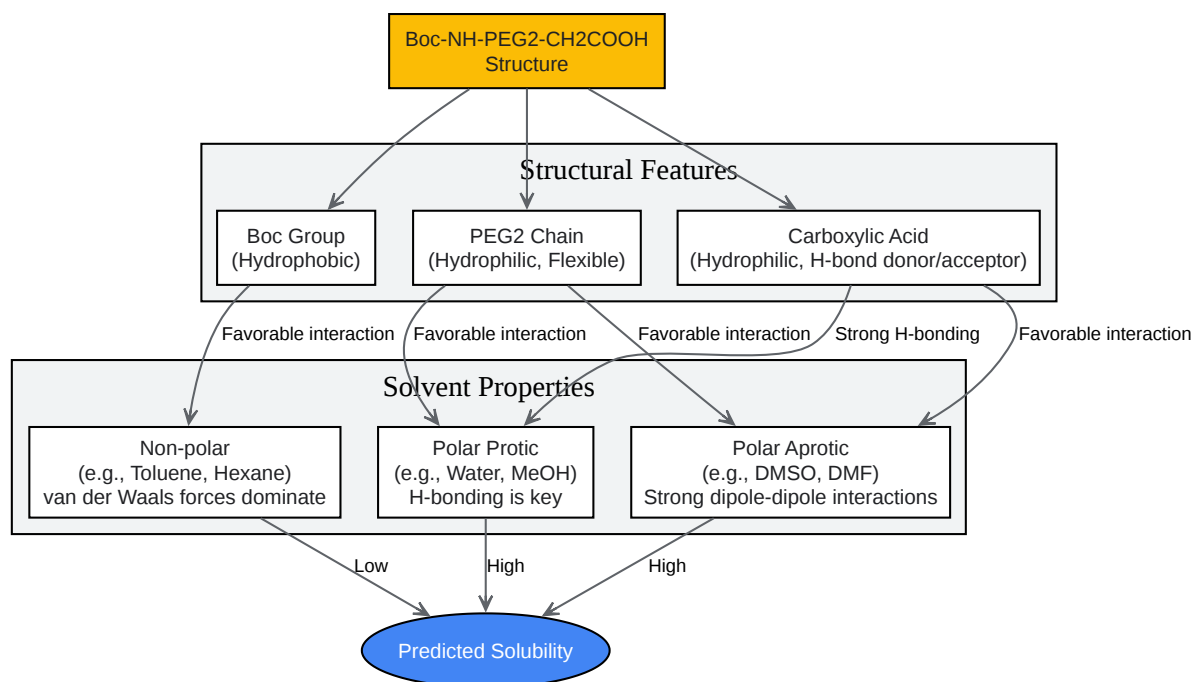 Boc-NH-PEG2-CH2COOH
Structure
Structural Features
Boc Group
(Hydrophobic)
PEG2 Chain
(Hydrophilic, Flexible)
Carboxylic Acid
(Hydrophilic, H-bond donor/acceptor)
Favorable interaction
Favorable interaction
Favorable interaction
Strong H-bonding
Favorable interaction
Solvent Properties
Non-polar
(e.g., Toluene, Hexane)
van der Waals forces dominate
Polar Protic
(e.g., Water, MeOH)
H-bonding is key
Polar Aprotic
(e.g., DMSO, DMF)
Strong dipole-dipole interactions
Low
High
High
Predicted Solubility